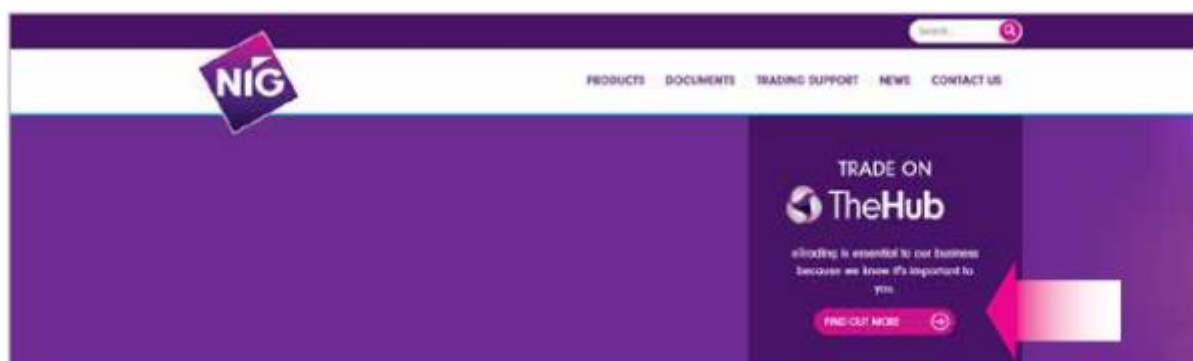 Search...
NIG
PRODUCTS DOCUMENTS TRADING SUPPORT NEWS CONTACT US
TRADE ON
TheHub
eTrading is essential to our business
because we know it's important to
you
FIND OUT MORE